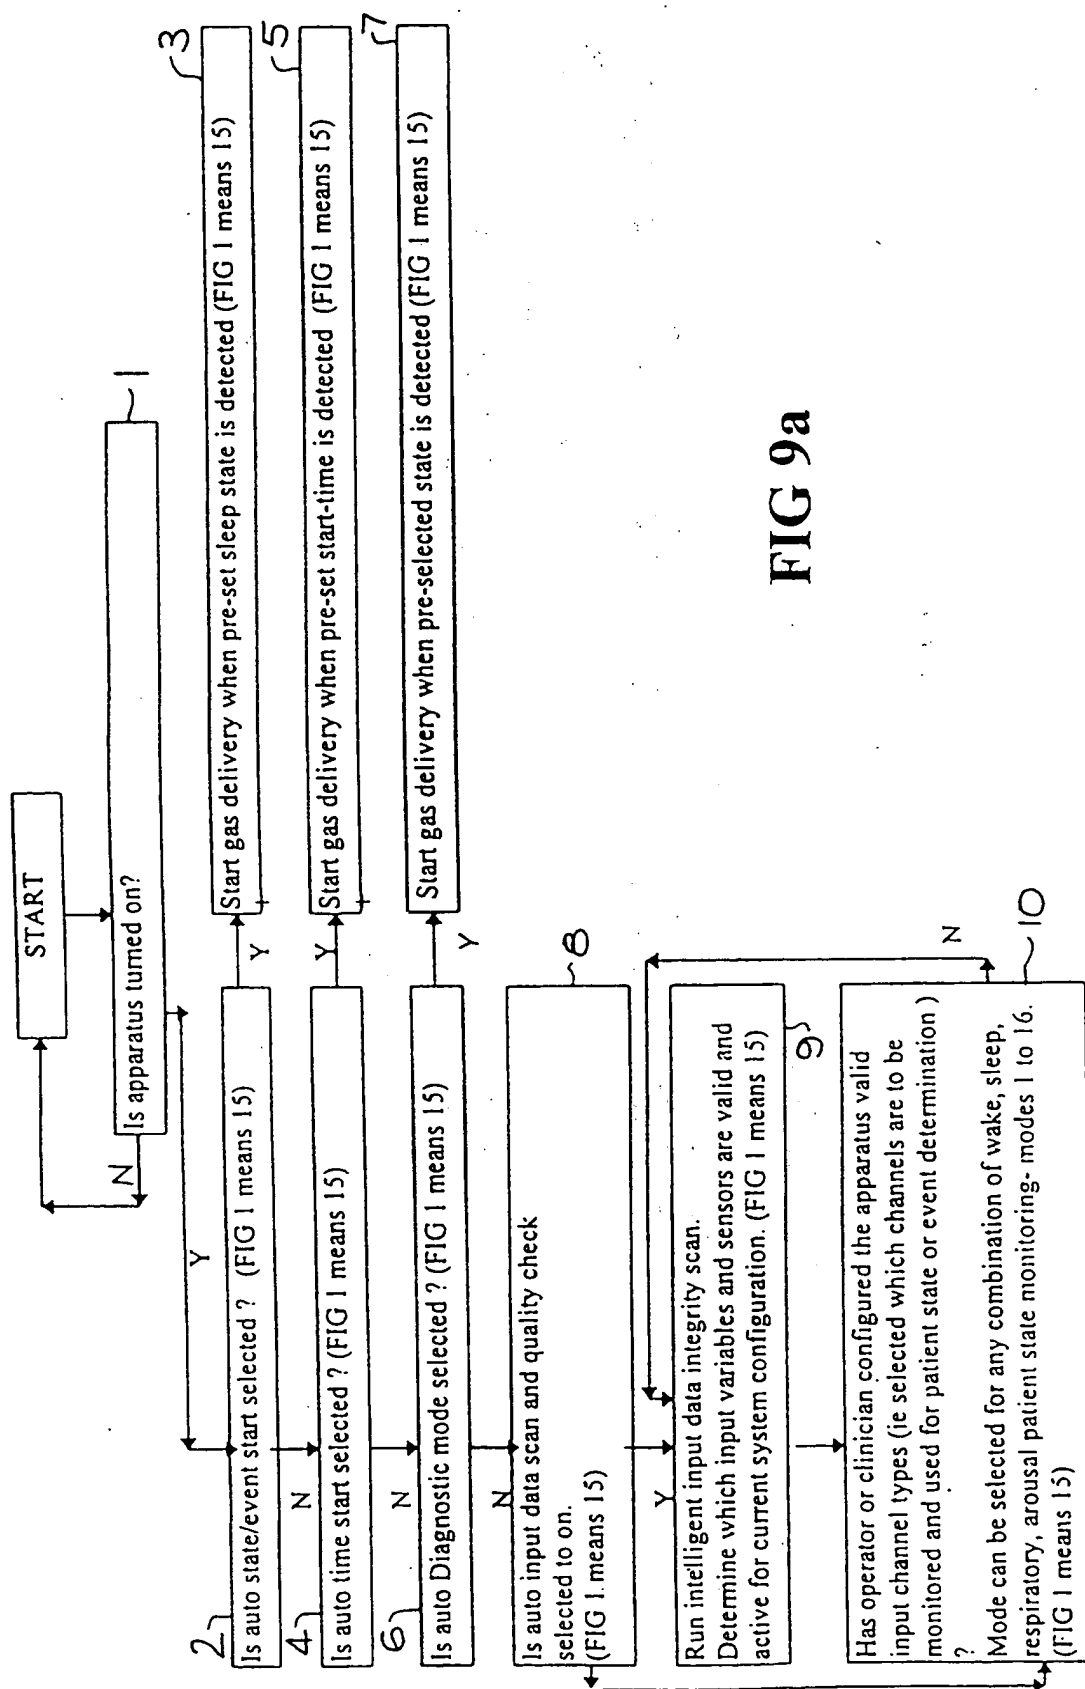 START
Is apparatus turned on?
1
N
Y
2
Is auto state/event start selected ? (FIG 1 means 15)
Y
Start gas delivery when pre-set sleep state is detected (FIG 1 means 15)
3
N
4
Is auto time start selected ? (FIG 1 means 15)
Y
Start gas delivery when pre-set start-time is detected (FIG 1 means 15)
5
N
6
Is auto Diagnostic mode selected ? (FIG 1 means 15)
Y
Start gas delivery when pre-selected state is detected (FIG 1 means 15)
7
N
Is auto input data scan and quality check
selected to on.
(FIG 1. means 15)
8
Y
Run intelligent input data integrity scan.
Determine which input variables and sensors are valid and
active for current system configuration. (FIG 1 means 15)
9
N
Has operator or clinician configured the apparatus valid
input channel types (ie selected which channels are to be
monitored and used for patient state or event determination )
?
Mode can be selected for any combination of wake, sleep,
respiratory, arousal patient state monitoring- modes 1 to 16.
(FIG 1 means 15)
10
FIG 9a